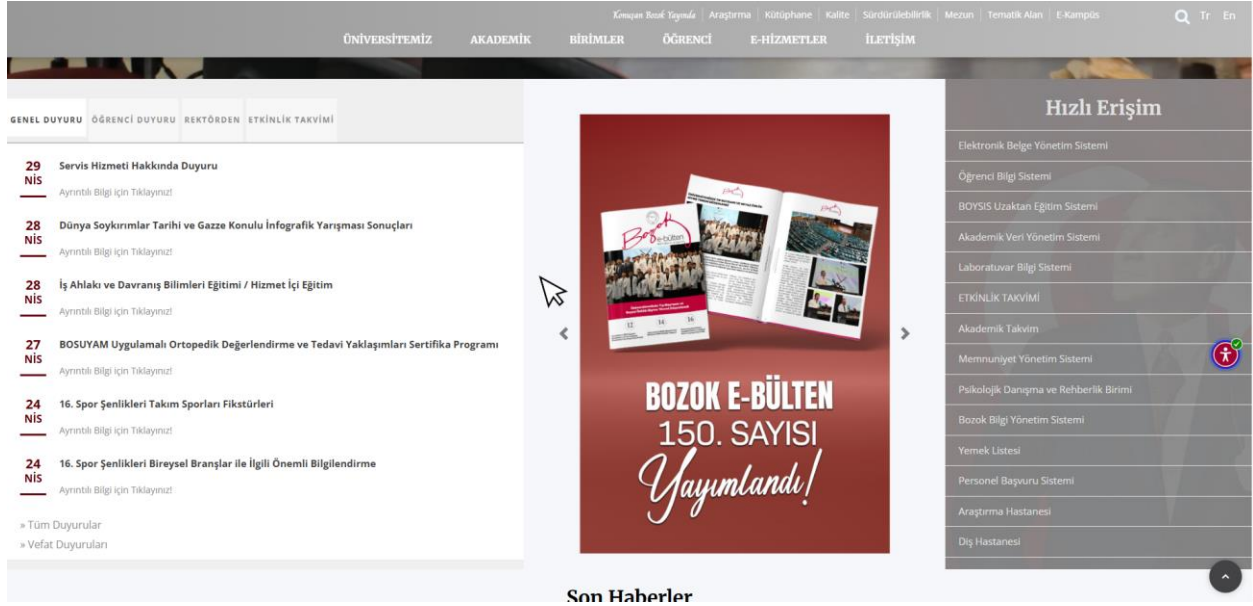 Konuşan Bozok Yayında Araştırma Kütüphane Kalite Sürdürülebilirlik Mezun Tematik Alan E-Kampüs Tr En
ÜNİVERSİTEMİZ AKADEMİK BİRİMLER ÖĞRENCİ E-HİZMETLER İLETİŞİM
GENEL DUYURU ÖĞRENCİ DUYURU REKTÖRDEN ETKİNLİK TAKVİMİ
29 NİS
Servis Hizmeti Hakkında Duyuru
Ayrıntılı Bilgi için Tıklayınız!
28 NİS
Dünya Soykırımlar Tarihi ve Gazze Konulu İnfografik Yarışması Sonuçları
Ayrıntılı Bilgi için Tıklayınız!
28 NİS
İş Ahlakı ve Davranış Bilimleri Eğitimi / Hizmet İçi Eğitim
Ayrıntılı Bilgi için Tıklayınız!
27 NİS
BOSUYAM Uygulamalı Ortopedik Değerlendirme ve Tedavi Yaklaşımları Sertifika Programı
Ayrıntılı Bilgi için Tıklayınız!
24 NİS
16. Spor Şenlikleri Takım Sporları Fikstürleri
Ayrıntılı Bilgi için Tıklayınız!
24 NİS
16. Spor Şenlikleri Bireysel Branşlar ile İlgili Önemli Bilgilendirme
Ayrıntılı Bilgi için Tıklayınız!
» Tüm Duyurular
» Vefat Duyuruları
Bozok
e-bülten
12 14 16
BOZOK E-BÜLTEN
150. SAYISI
Yayımlandı!
Hızlı Erişim
Elektronik Belge Yönetim Sistemi
Öğrenci Bilgi Sistemi
BOYSIS Uzaktan Eğitim Sistemi
Akademik Veri Yönetim Sistemi
Laboratuvar Bilgi Sistemi
ETKİNLİK TAKVİMİ
Akademik Takvim
Memnuniyet Yönetim Sistemi
Psikolojik Danışma ve Rehberlik Birimi
Bozok Bilgi Yönetim Sistemi
Yemek Listesi
Personel Başvuru Sistemi
Araştırma Hastanesi
Diş Hastanesi
Son Haberler